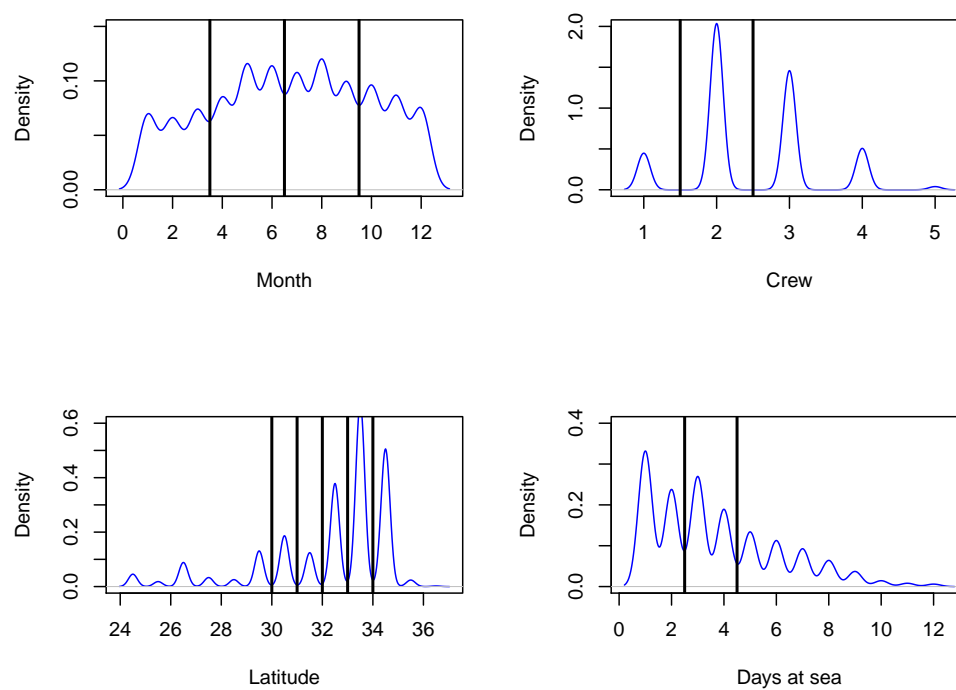 Density
0.00 0.10
0 2 4 6 8 10 12
Month
Density
0.0 1.0 2.0
1 2 3 4 5
Crew
Density
0.0 0.2 0.4 0.6
24 26 28 30 32 34 36
Latitude
Density
0.0 0.2 0.4
0 2 4 6 8 10 12
Days at sea